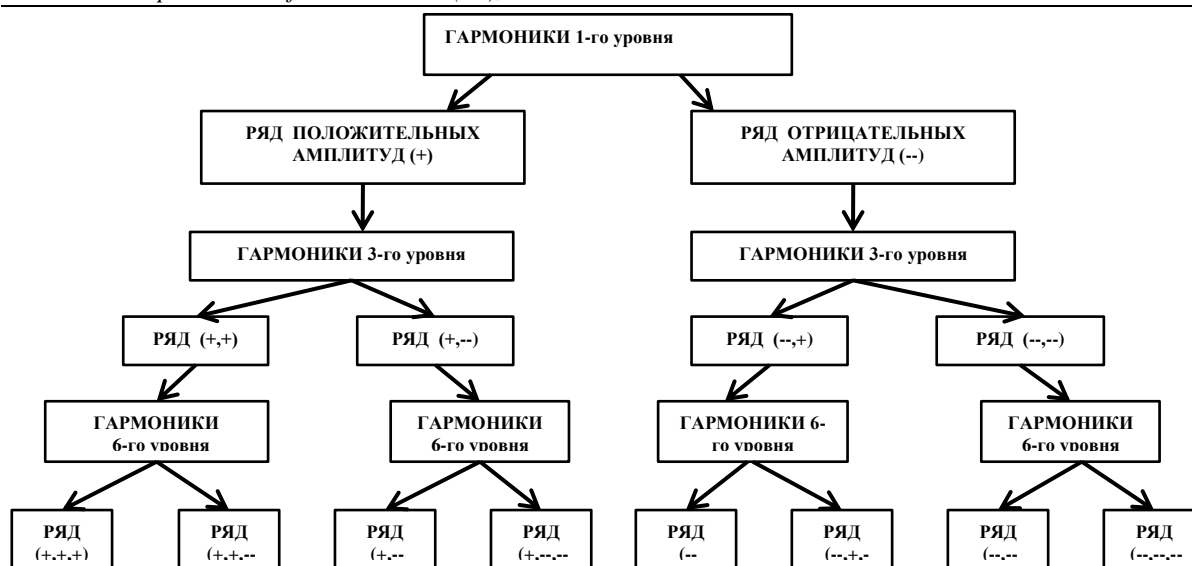 ГАРМОНИКИ 1-го уровня
РЯД ПОЛОЖИТЕЛЬНЫХ
АМПЛИТУД (+)
РЯД ОТРИЦАТЕЛЬНЫХ
АМПЛИТУД (--)
ГАРМОНИКИ 3-го уровня
ГАРМОНИКИ 3-го уровня
РЯД (+,+)
РЯД (+,--)
РЯД (--,+)
РЯД (--,--)
ГАРМОНИКИ
6-го уровня
ГАРМОНИКИ
6-го уровня
ГАРМОНИКИ 6-
го уровня
ГАРМОНИКИ
6-го уровня
РЯД
(+,+,+)
РЯД
(+,+,--
РЯД
(+,--
РЯД
(+,--,--
РЯД
(--
РЯД
(--,+,-
РЯД
(--,--
РЯД
(--,--,--